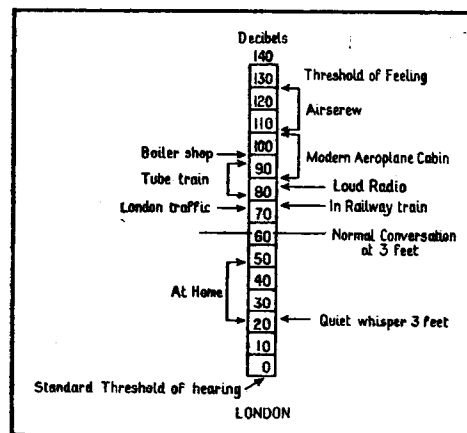 Decibels
140
130
Threshold of Feeling
120
Airscrew
110
100
Boiler shop
Modern Aeroplane Cabin
90
Tube train
80
Loud Radio
London traffic
70
In Railway train
60
Normal Conversation
at 3 feet
50
40
At Home
30
20
Quiet whisper 3 feet
10
0
Standard Threshold of hearing
LONDON